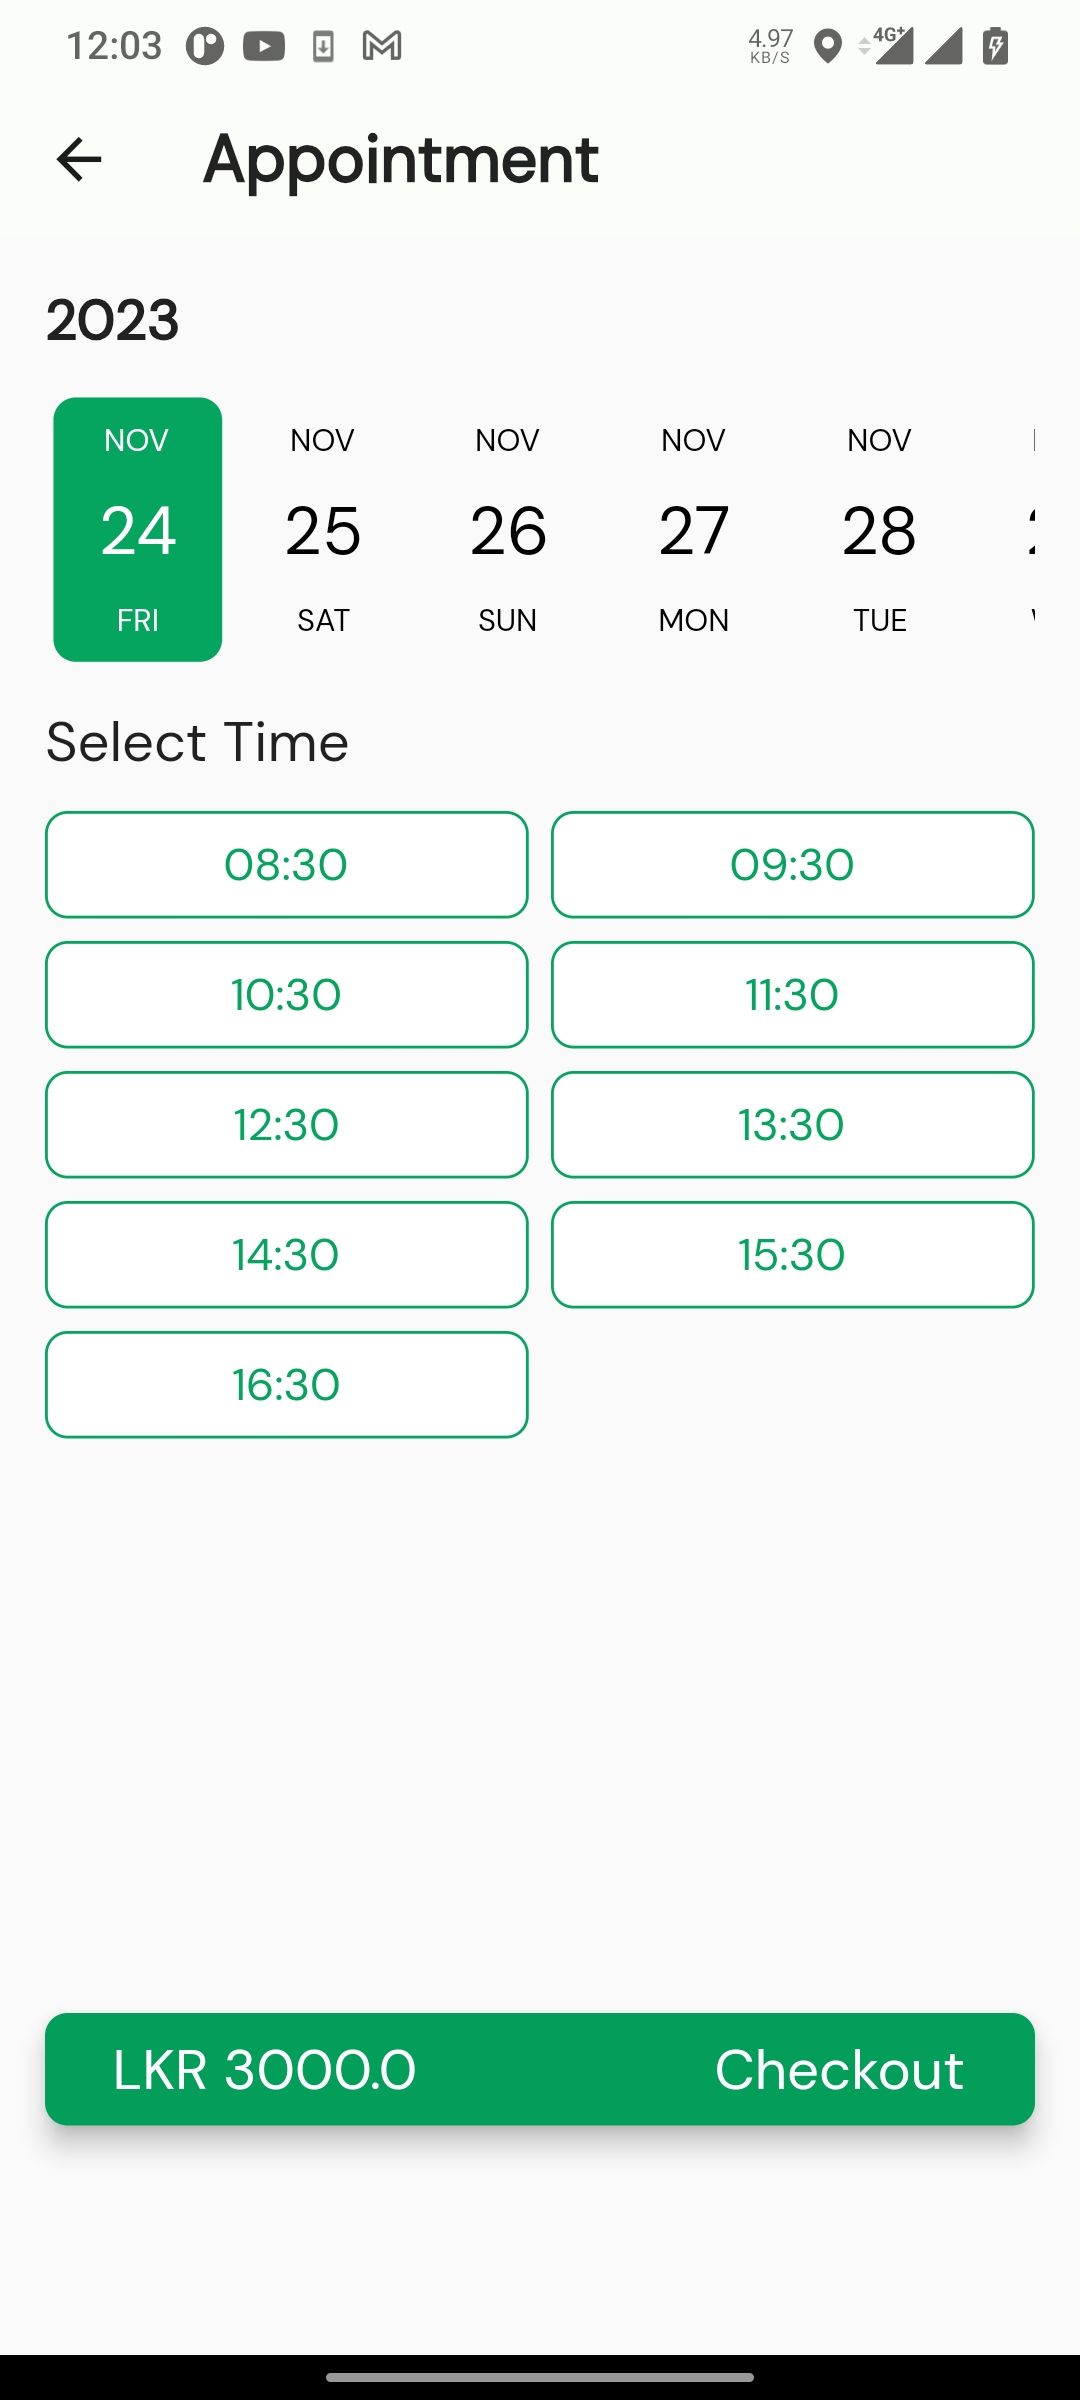 12:03 4.97 KB/S 4G+
Appointment
2023
NOV NOV NOV NOV NOV
24 25 26 27 28
FRI SAT SUN MON TUE
Select Time
08:30 09:30
10:30 11:30
12:30 13:30
14:30 15:30
16:30
LKR 3000.0 Checkout